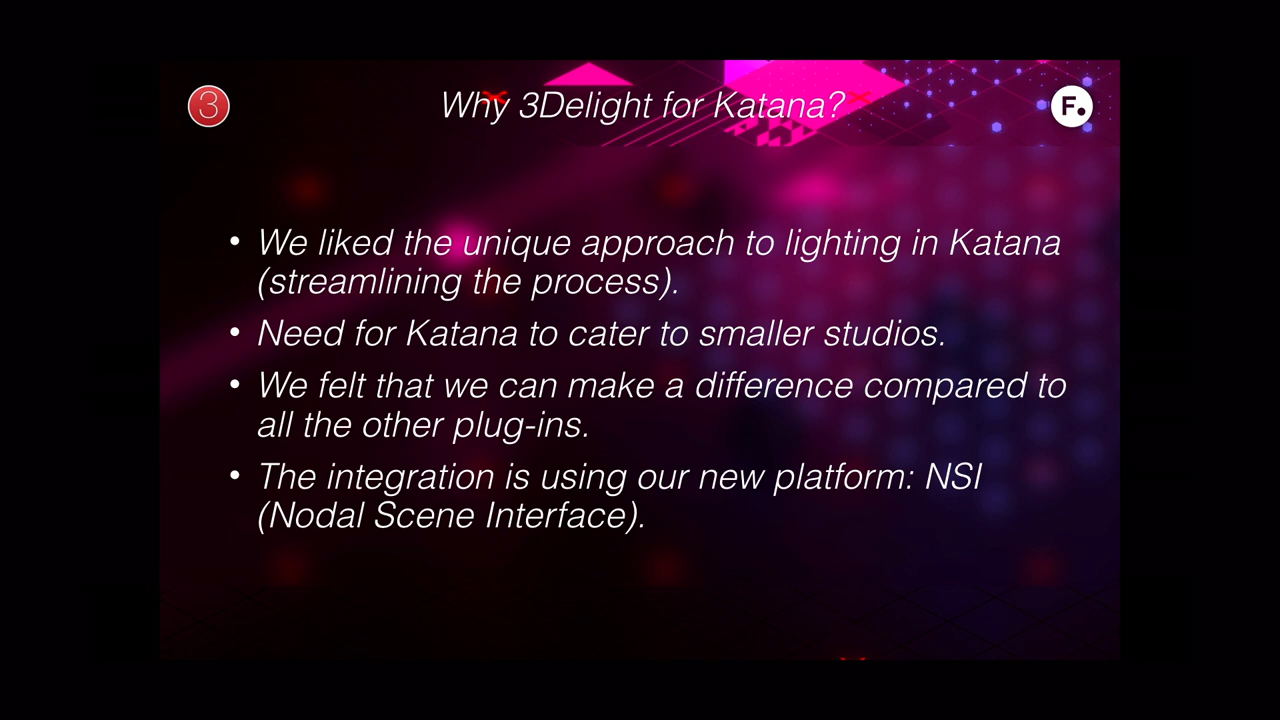 3
Why 3Delight for Katana?
F.
• We liked the unique approach to lighting in Katana
(streamlining the process).
• Need for Katana to cater to smaller studios.
• We felt that we can make a difference compared to
all the other plug-ins.
• The integration is using our new platform: NSI
(Nodal Scene Interface).